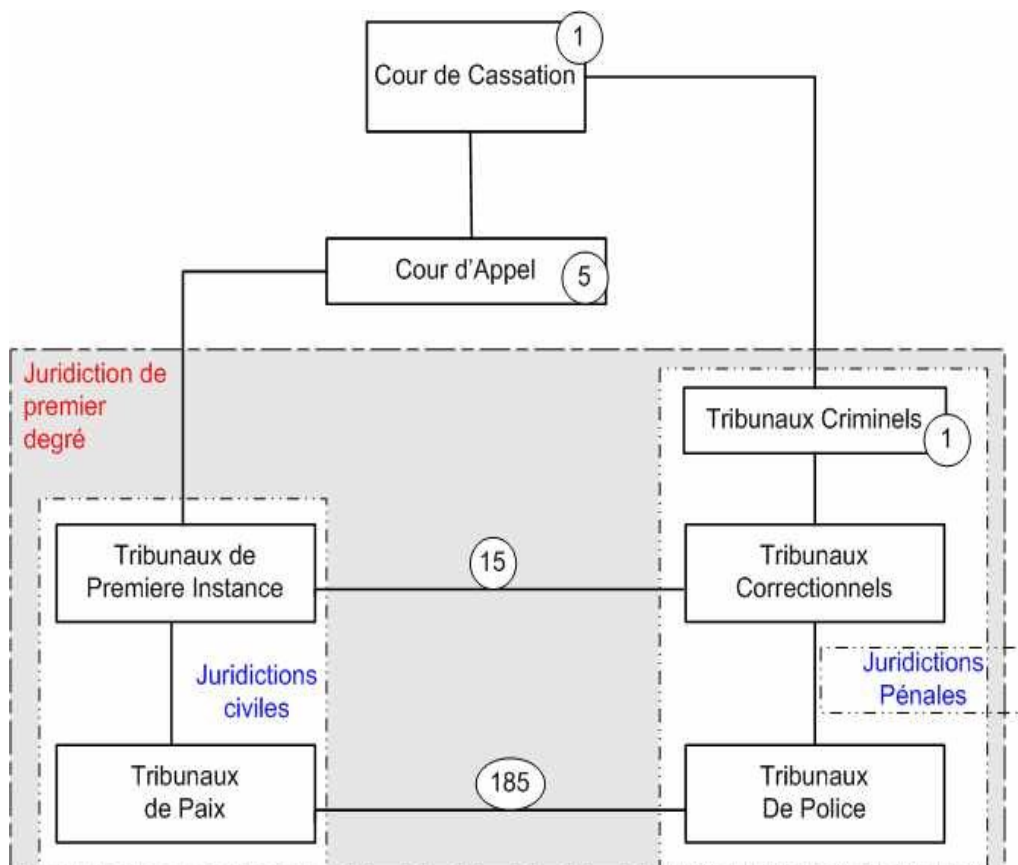 1
Cour de Cassation
Cour d'Appel
5
Juridiction de
premier
degré
Tribunaux Criminels
1
Tribunaux de
Premiere Instance
15
Tribunaux
Correctionnels
Juridictions
civiles
Juridictions
Pénales
Tribunaux
de Paix
185
Tribunaux
De Police